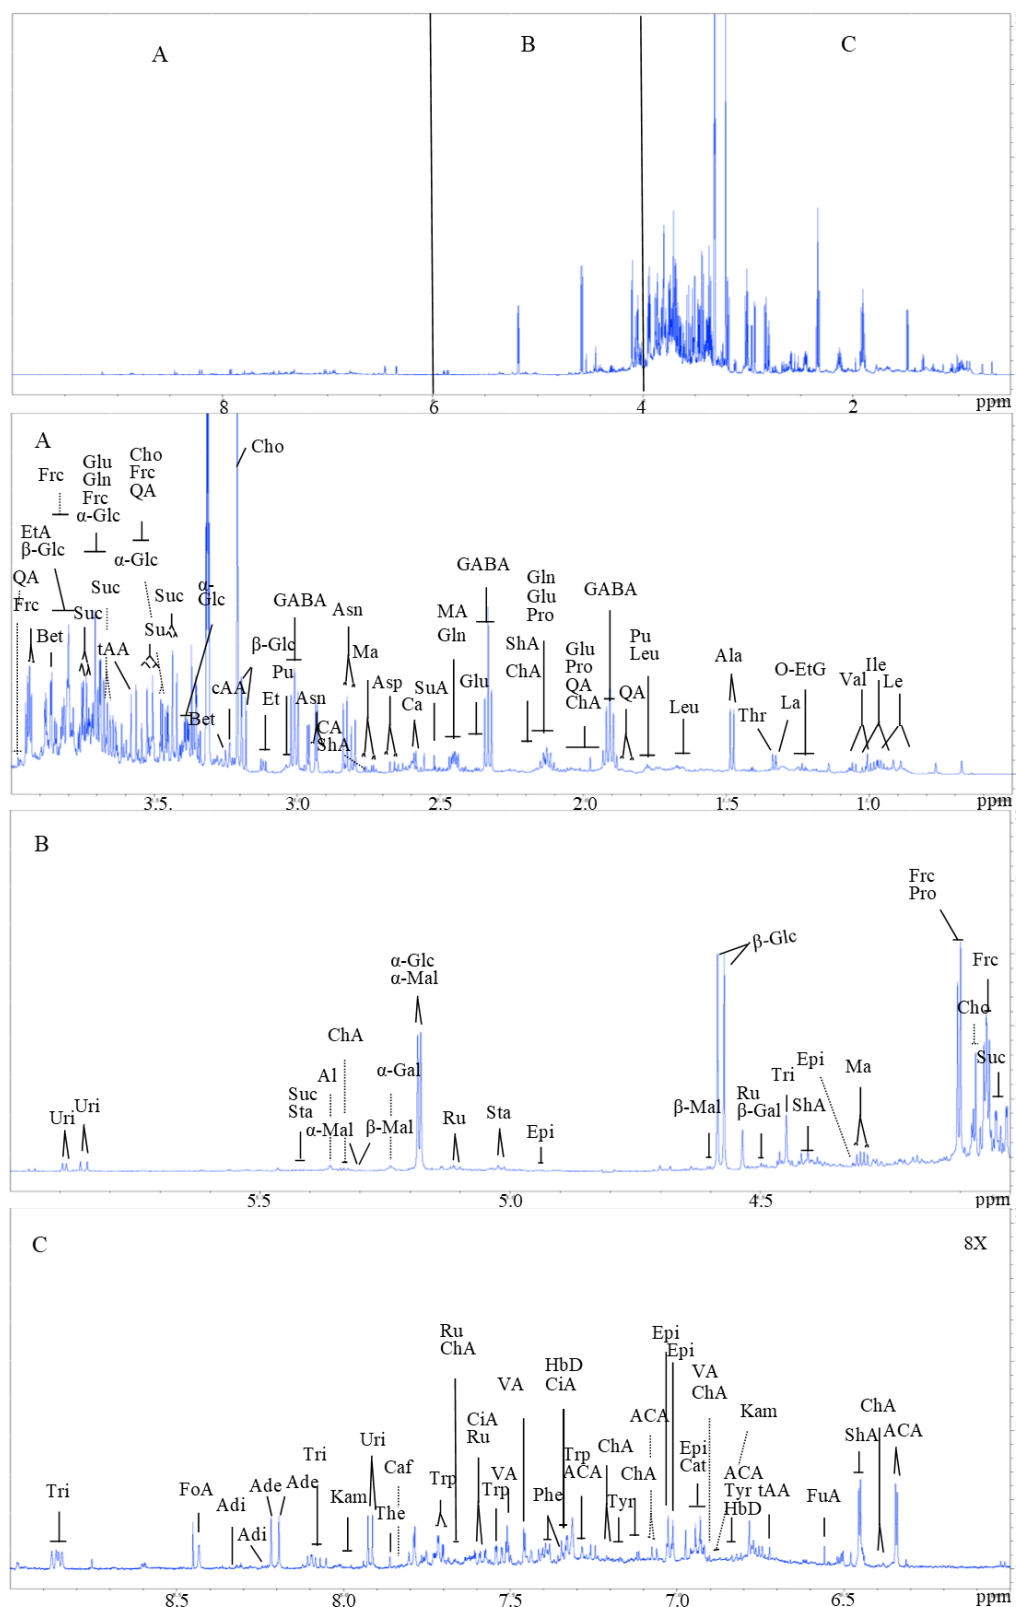 A
B
C
8
6
4
2
ppm
A
Cho
Frc
QA
Cho
Glu
Gln
Frc
α-Glc
Frc
EtA
β-Glc
α-Glc
QA
Frc
Suc
Suc
α-
Glc
Suc
Su
Bet
tAA
GABA
Asn
β-Glc
Ma
cAA
Pu
Et
Bet
Asn
CA
ShA
Asp
Ca
SuA
GABA
MA
Gln
Glu
Gln
Glu
Pro
ShA
ChA
GABA
Glu
Pro
QA
ChA
QA
Pu
Leu
Leu
Ala
Thr
La
O-EtG
Val
Ile
Le
3.5
3.0
2.5
2.0
1.5
1.0
ppm
B
Frc
Pro
β-Glc
α-Glc
α-Mal
Frc
Cho
ChA
Suc
Al
α-Gal
Epi
Ma
Tri
Suc
Sta
Ru
β-Gal
ShA
Uri
Uri
α-Mal
β-Mal
Ru
Sta
Epi
β-Mal
5.5
5.0
4.5
ppm
C
8X
Ru
ChA
Epi
Epi
HbD
CiA
VA
VA
ChA
CiA
Ru
ACA
Kam
ChA
ACA
ShA
Tri
Uri
Caf
Trp
VA
Trp
Trp
ACA
ChA
ChA
Epi
Cat
ACA
Tyr
tAA
HbD
Tri
FoA
Adi
Ade
Ade
Adi
Kam
The
Phe
Tyr
FuA
8.5
8.0
7.5
7.0
6.5
ppm